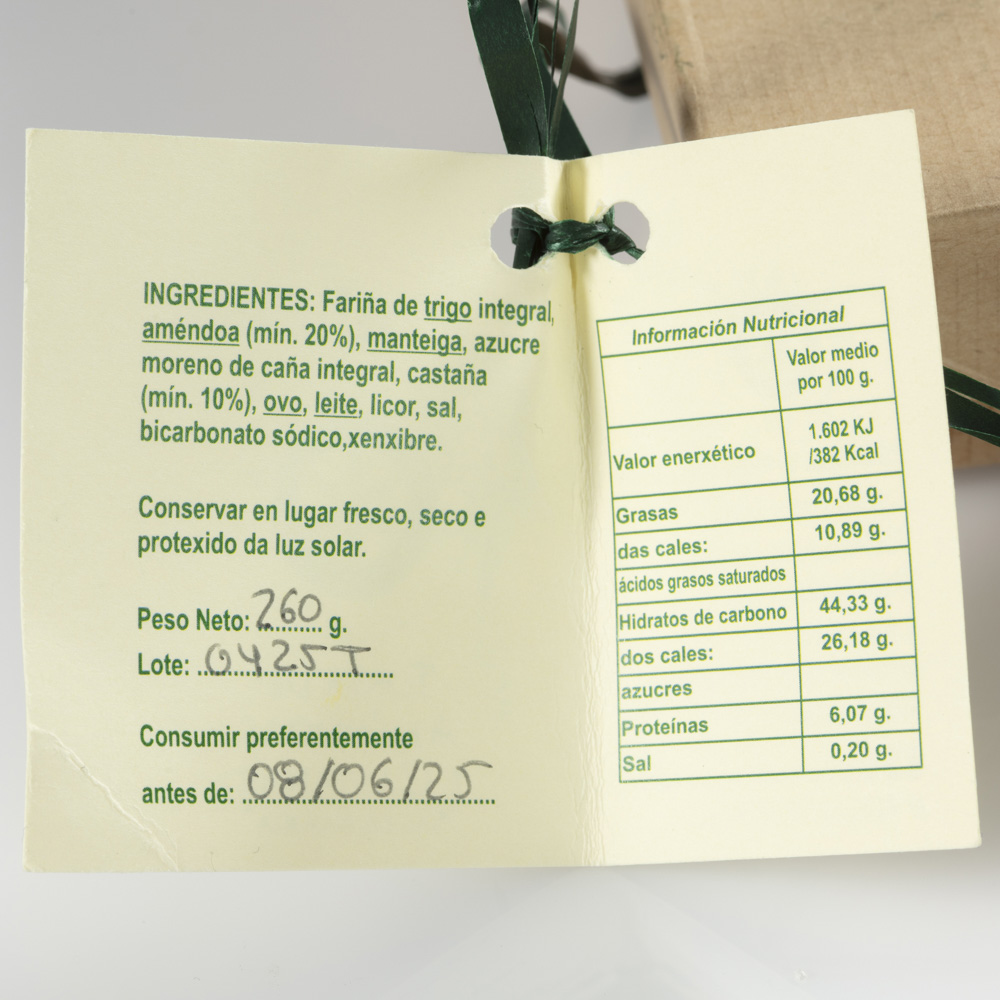 INGREDIENTES: Fariña de trigo integral,
améndoa (mín. 20%), manteiga, azucre
moreno de caña integral, castaña
(mín. 10%), ovo, leite, licor, sal,
bicarbonato sódico,xenxibre.
Conservar en lugar fresco, seco e
protexido da luz solar.
Peso Neto: 260 g.
Lote: 0425T
Consumir preferentemente
antes de: 08/06/25
Información Nutricional
Valor medio
por 100 g.
Valor enerxético 1.602 KJ
/382 Kcal
Grasas 20,68 g.
das cales: 10,89 g.
ácidos grasos saturados
Hidratos de carbono 44,33 g.
dos cales: 26,18 g.
azucres
Proteínas 6,07 g.
Sal 0,20 g.